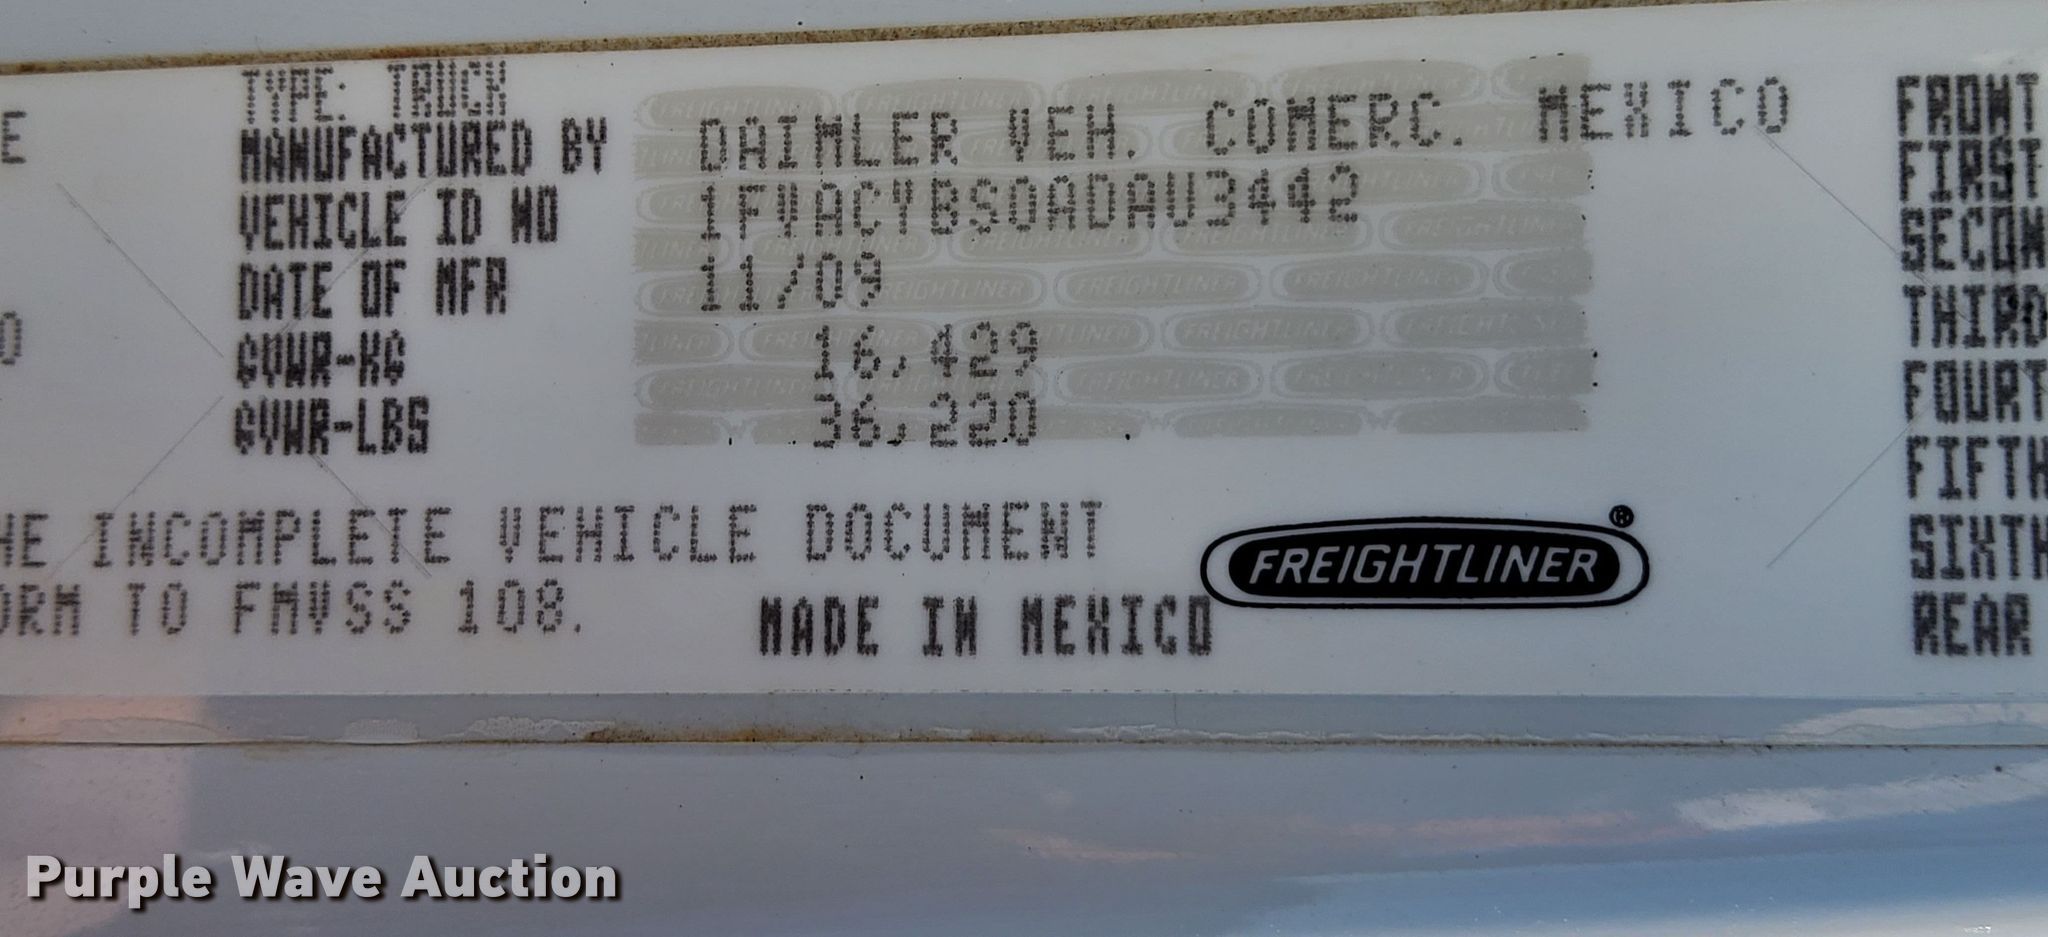 TYPE: TRUCK
MANUFACTURED BY DAIMLER VEH. COMERC. MEXICO
VEHICLE ID NO 1FVACYBS0ADAU3442
DATE OF MFR 11/09
GVWR-KG 16,429
GVWR-LBS 36,220
HE INCOMPLETE VEHICLE DOCUMENT
ORM TO FMVSS 108.
MADE IN MEXICO
FREIGHTLINER ®
FRONT
FIRST
SECON
THIRD
FOURT
FIFTH
SIXTH
REAR
Purple Wave Auction